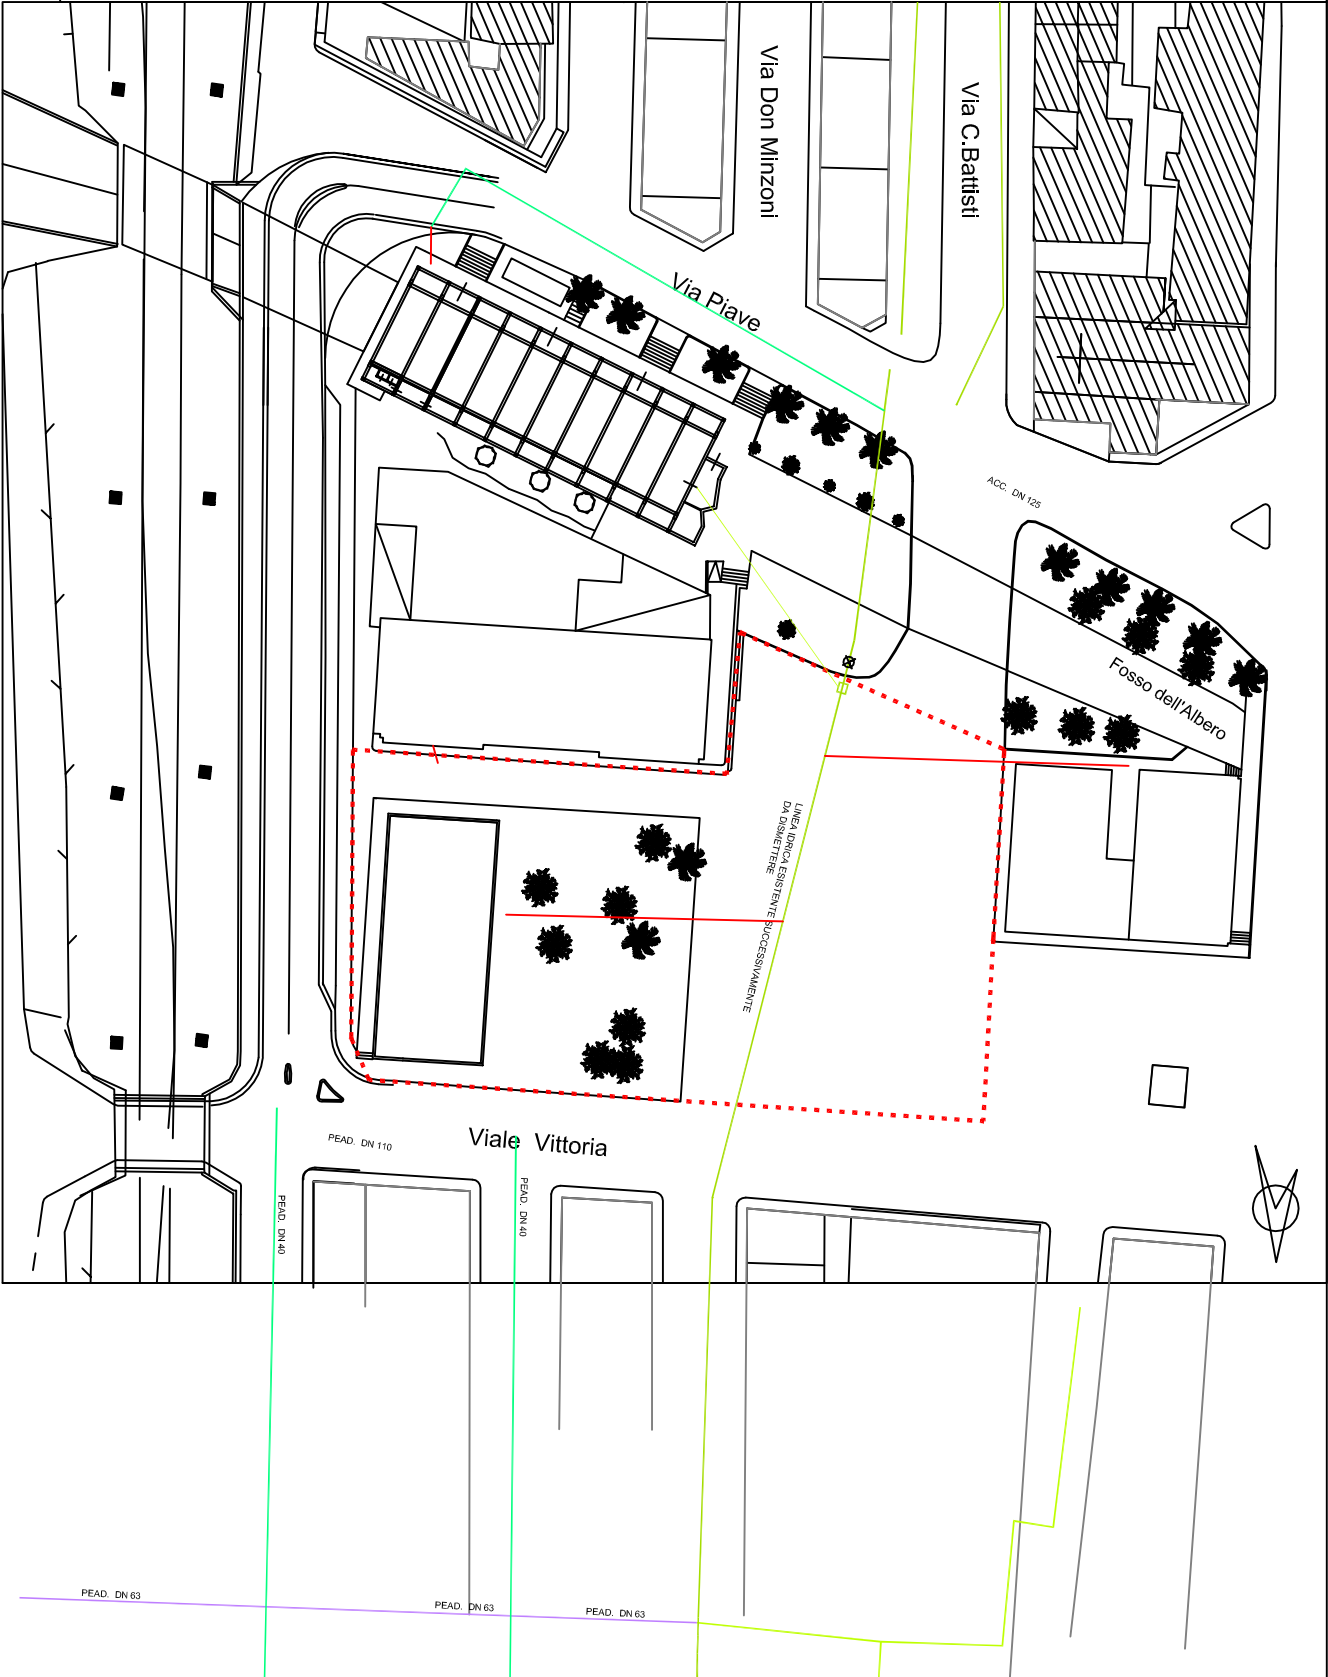 Via Don Minzoni
Via C.Battisti
Via Piave
ACC. DN 125
Fosso dell'Albero
LINEA IDRICA ESISTENTE SUCCESSIVAMENTE
DA DISMETTERE
PEAD. DN 110
Viale Vittoria
PEAD. DN 40
PEAD. DN 40
PEAD. DN 63
PEAD. DN 63
PEAD. DN 63